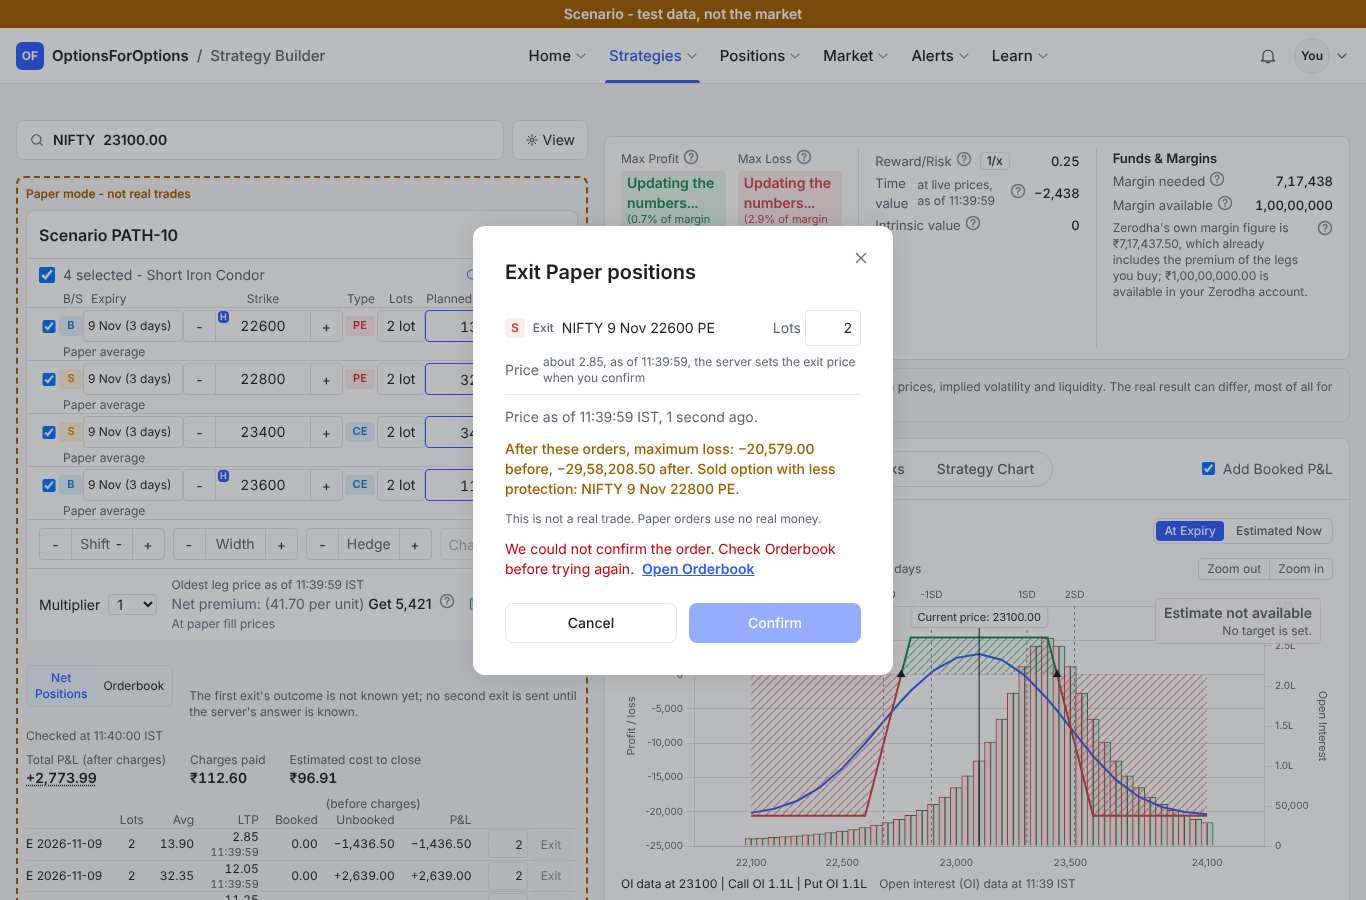 Scenario - test data, not the market
OF OptionsForOptions / Strategy Builder
Home Strategies Positions Market Alerts Learn
You
NIFTY 23100.00
View
Paper mode - not real trades
Scenario PATH-10
4 selected - Short Iron Condor
B/S Expiry Strike Type Lots Planned
B 9 Nov (3 days) - H 22600 + PE 2 lot
Paper average
S 9 Nov (3 days) - 22800 + PE 2 lot
Paper average
S 9 Nov (3 days) - 23400 + CE 2 lot
Paper average
B 9 Nov (3 days) - H 23600 + CE 2 lot
Paper average
- Shift - + - Width + - Hedge +
Multiplier 1
Oldest leg price as of 11:39:59 IST
Net premium: (41.70 per unit) Get 5,421
At paper fill prices
Net Positions
Orderbook
The first exit's outcome is not known yet; no second exit is sent until
the server's answer is known.
Checked at 11:40:00 IST
Total P&L (after charges) Charges paid Estimated cost to close
+2,773.99 ₹112.60 ₹96.91
(before charges)
Lots Avg LTP Booked Unbooked P&L
E 2026-11-09 2 13.90 2.85 0.00 −1,436.50 −1,436.50 2 Exit
11:39:59
E 2026-11-09 2 32.35 12.05 0.00 +2,639.00 +2,639.00 2 Exit
11:39:59
Max Profit
Updating the
numbers...
(0.7% of margin
Max Loss
Updating the
numbers...
(2.9% of margin
Reward/Risk 1/x 0.25
Time value at live prices, as of 11:39:59 −2,438
Intrinsic value 0
Funds & Margins
Margin needed 7,17,438
Margin available 1,00,00,000
Zerodha's own margin figure is
₹7,17,437.50, which already
includes the premium of the legs
you buy; ₹1,00,00,000.00 is
available in your Zerodha account.
prices, implied volatility and liquidity. The real result can differ, most of all for
Strategy Chart
Add Booked P&L
At Expiry Estimated Now
days
Zoom out Zoom in
-1SD 1SD 2SD
Current price: 23100.00
Estimate not available
No target is set.
Profit / loss
-5,000
-10,000
-15,000
-20,000
-25,000
2.5L
2.0L
1.5L
1.0L
50,000
0
Open Interest
22,100 22,500 23,000 23,500 24,100
OI data at 23100 | Call OI 1.1L | Put OI 1.1L Open interest (OI) data at 11:39 IST
Exit Paper positions
S Exit NIFTY 9 Nov 22600 PE Lots 2
Price about 2.85, as of 11:39:59, the server sets the exit price
when you confirm
Price as of 11:39:59 IST, 1 second ago.
After these orders, maximum loss: −20,579.00
before, −29,58,208.50 after. Sold option with less
protection: NIFTY 9 Nov 22800 PE.
This is not a real trade. Paper orders use no real money.
We could not confirm the order. Check Orderbook
before trying again. Open Orderbook
Cancel Confirm